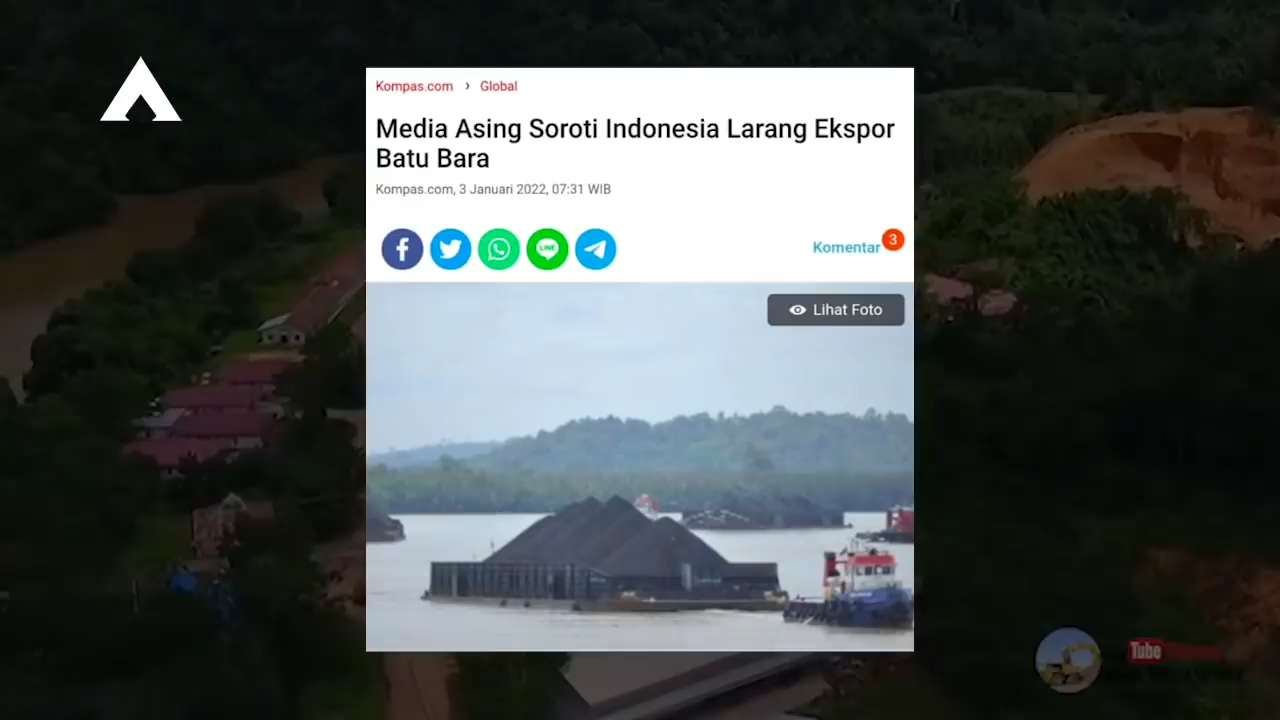 Kompas.com › Global
Media Asing Soroti Indonesia Larang Ekspor
Batu Bara
Kompas.com, 3 Januari 2022, 07:31 WIB
LINE
Komentar 3
Lihat Foto
Tube